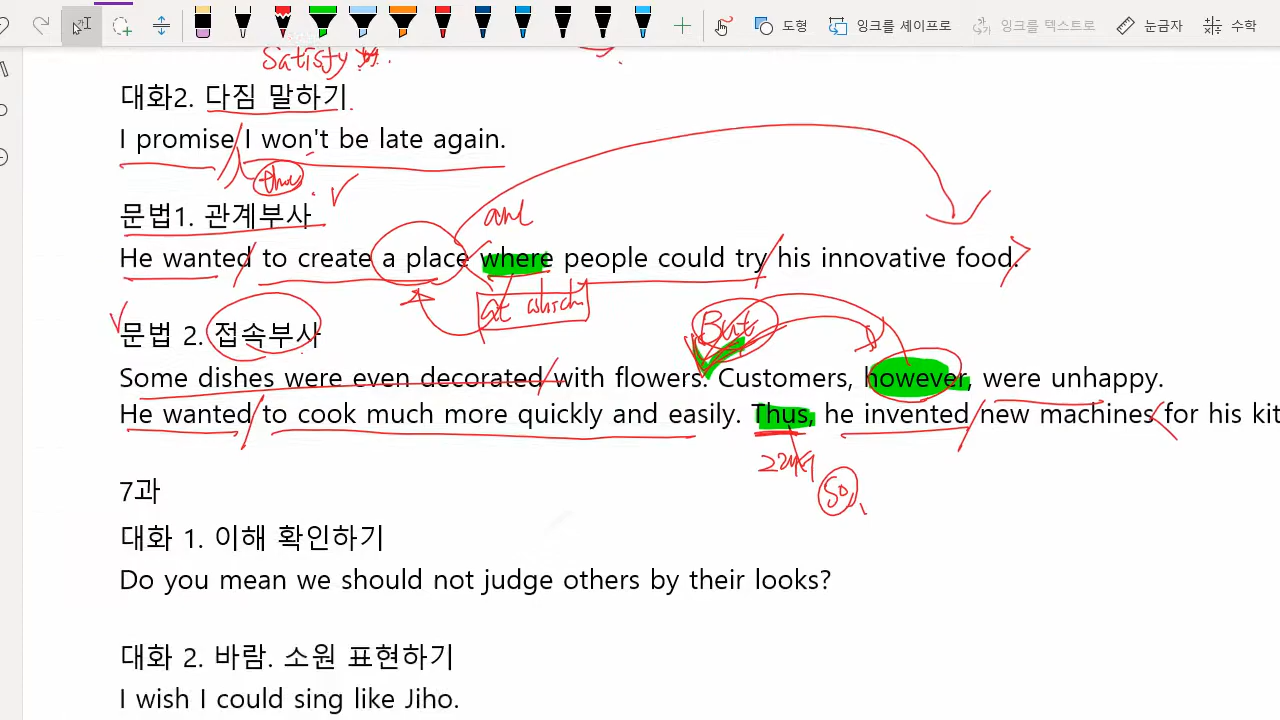 도형 잉크를 셰이프로 잉크를 텍스트로 눈금자 수학
Satisfy
대화2. 다짐 말하기.
I promise I won't be late again.
문법1. 관계부사
and
He wanted to create a place where people could try his innovative food.
at which
문법 2. 접속부사
But
Some dishes were even decorated with flowers. Customers, however, were unhappy.
He wanted to cook much more quickly and easily. Thus, he invented new machines for his kit
So,
7과
대화 1. 이해 확인하기
Do you mean we should not judge others by their looks?
대화 2. 바람. 소원 표현하기
I wish I could sing like Jiho.